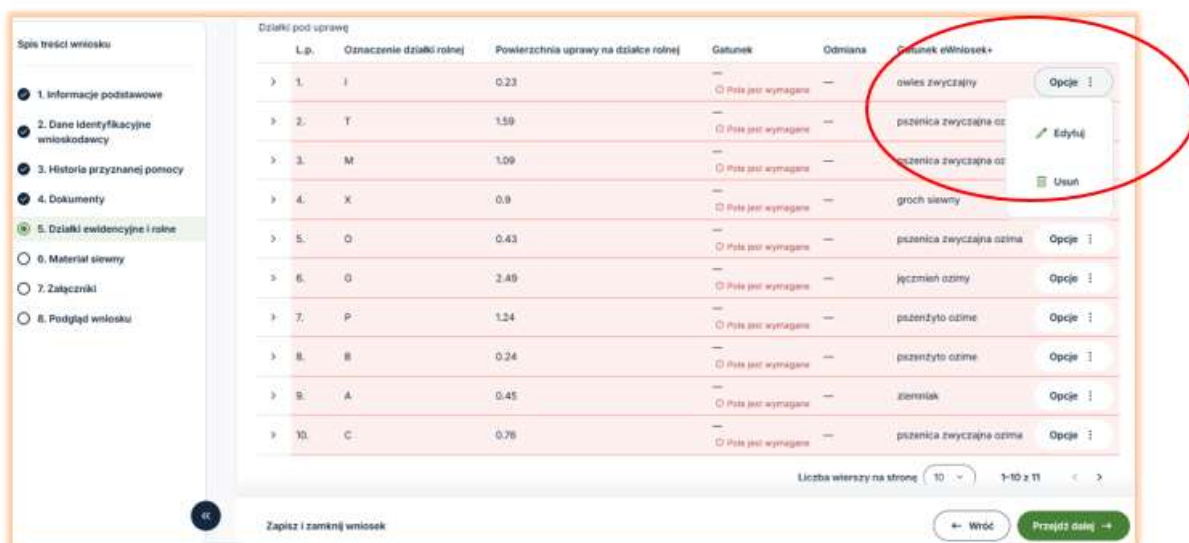 Działki pod uprawę
Spis treści wniosku
L.p. Oznaczenie działki rolnej Powierzchnia uprawy na działce rolnej Gatunek Odmiana Gatunek eWniosek+
1. Informacje podstawowe
2. Dane identyfikacyjne
wnioskodawcy
3. Historia przyznanej pomocy
4. Dokumenty
5. Działki ewidencyjne i rolne
6. Materiał siewny
7. Załączniki
8. Podgląd wniosku
1. I 0.23 — Pole jest wymagane — owies zwyczajny Opcje
2. T 1.59 — Pole jest wymagane — pszenica zwyczajna oz
Edytuj
3. M 1.09 — Pole jest wymagane — pszenica zwyczajna oz
Usuń
4. X 0.9 — Pole jest wymagane — groch siewny
5. O 0.43 — Pole jest wymagane — pszenica zwyczajna ozima Opcje
6. G 2.49 — Pole jest wymagane — jęczmień ozimy Opcje
7. P 1.24 — Pole jest wymagane — pszenżyto ozime Opcje
8. B 0.24 — Pole jest wymagane — pszenżyto ozime Opcje
9. A 0.45 — Pole jest wymagane — ziemniak Opcje
10. C 0.76 — Pole jest wymagane — pszenica zwyczajna ozima Opcje
Liczba wierszy na stronę 10 1-10 z 11 < >
Zapisz i zamknij wniosek ← Wróć Przejdź dalej →